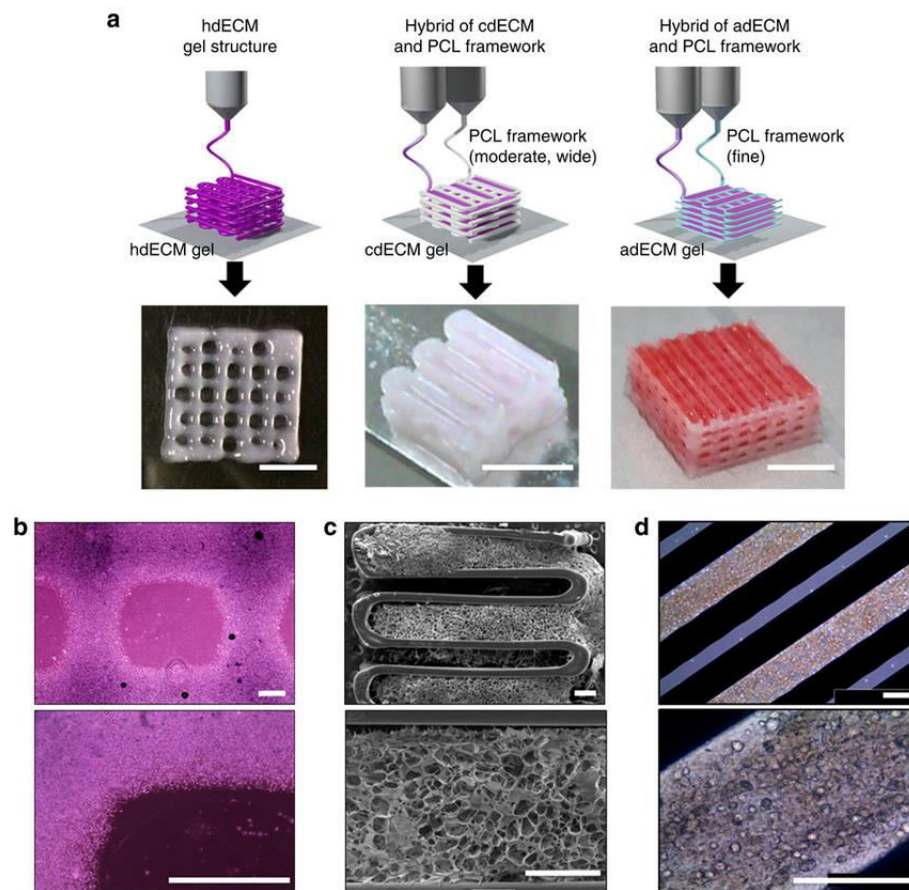 a
hdECM
gel structure
Hybrid of cdECM
and PCL framework
Hybrid of adECM
and PCL framework
PCL framework
(moderate, wide)
PCL framework
(fine)
hdECM gel
cdECM gel
adECM gel
b
c
d